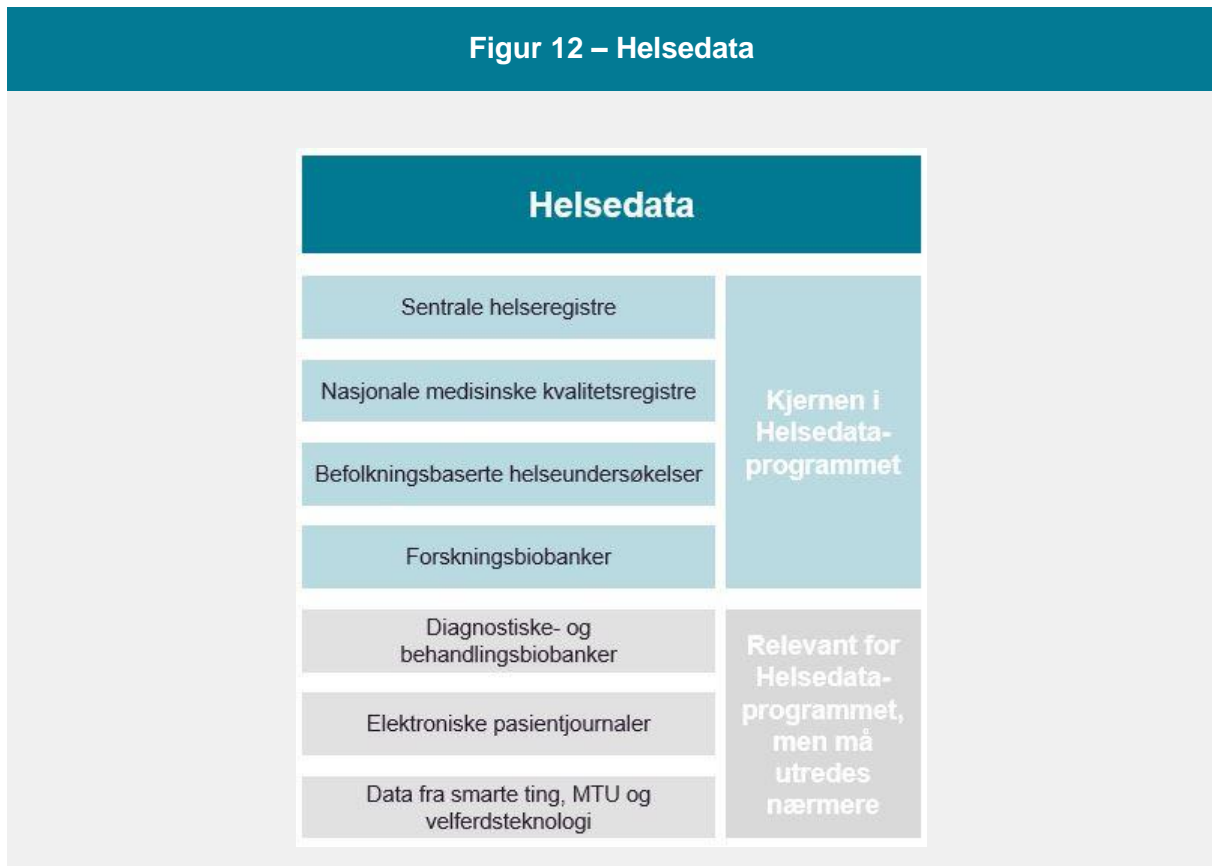 Figur 12 – Helsedata
Helsedata
Sentrale helseregistre
Nasjonale medisinske kvalitetsregistre
Befolkningsbaserte helseundersøkelser
Forskningsbiobanker
Kjernen i
Helsedata-
programmet
Diagnostiske- og
behandlingsbiobanker
Elektroniske pasientjournaler
Data fra smarte ting, MTU og
velferdsteknologi
Relevant for
Helsedata-
programmet,
men må
utredes
nærmere